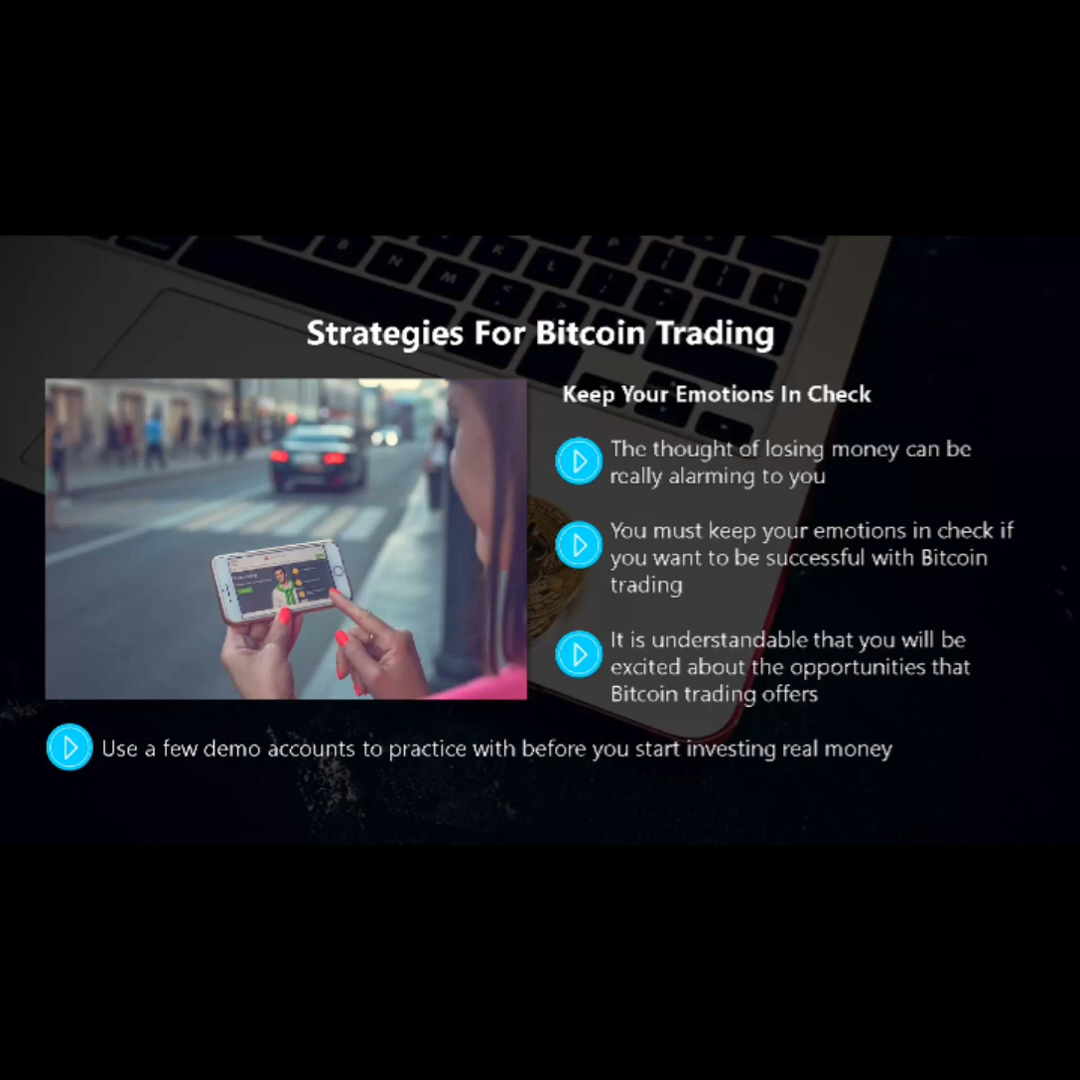 Strategies For Bitcoin Trading
Keep Your Emotions In Check
The thought of losing money can be
really alarming to you
You must keep your emotions in check if
you want to be successful with Bitcoin
trading
It is understandable that you will be
excited about the opportunities that
Bitcoin trading offers
Use a few demo accounts to practice with before you start investing real money